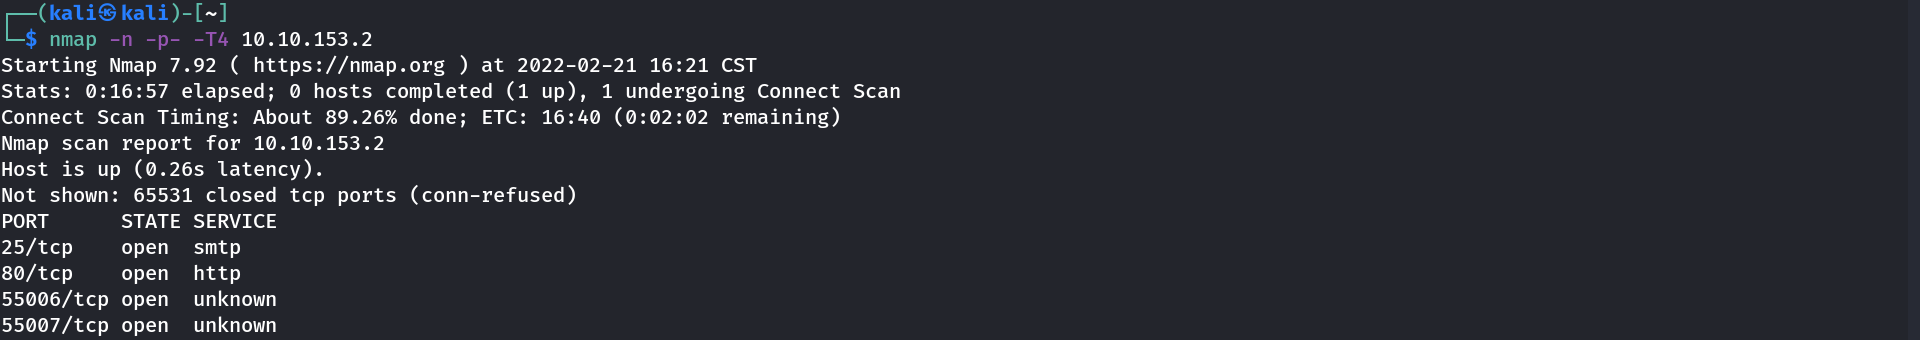 ┌──(kali㉿kali)-[~]
└─$ nmap -n -p- -T4 10.10.153.2
Starting Nmap 7.92 ( https://nmap.org ) at 2022-02-21 16:21 CST
Stats: 0:16:57 elapsed; 0 hosts completed (1 up), 1 undergoing Connect Scan
Connect Scan Timing: About 89.26% done; ETC: 16:40 (0:02:02 remaining)
Nmap scan report for 10.10.153.2
Host is up (0.26s latency).
Not shown: 65531 closed tcp ports (conn-refused)
PORT      STATE SERVICE
25/tcp    open  smtp
80/tcp    open  http
55006/tcp open  unknown
55007/tcp open  unknown